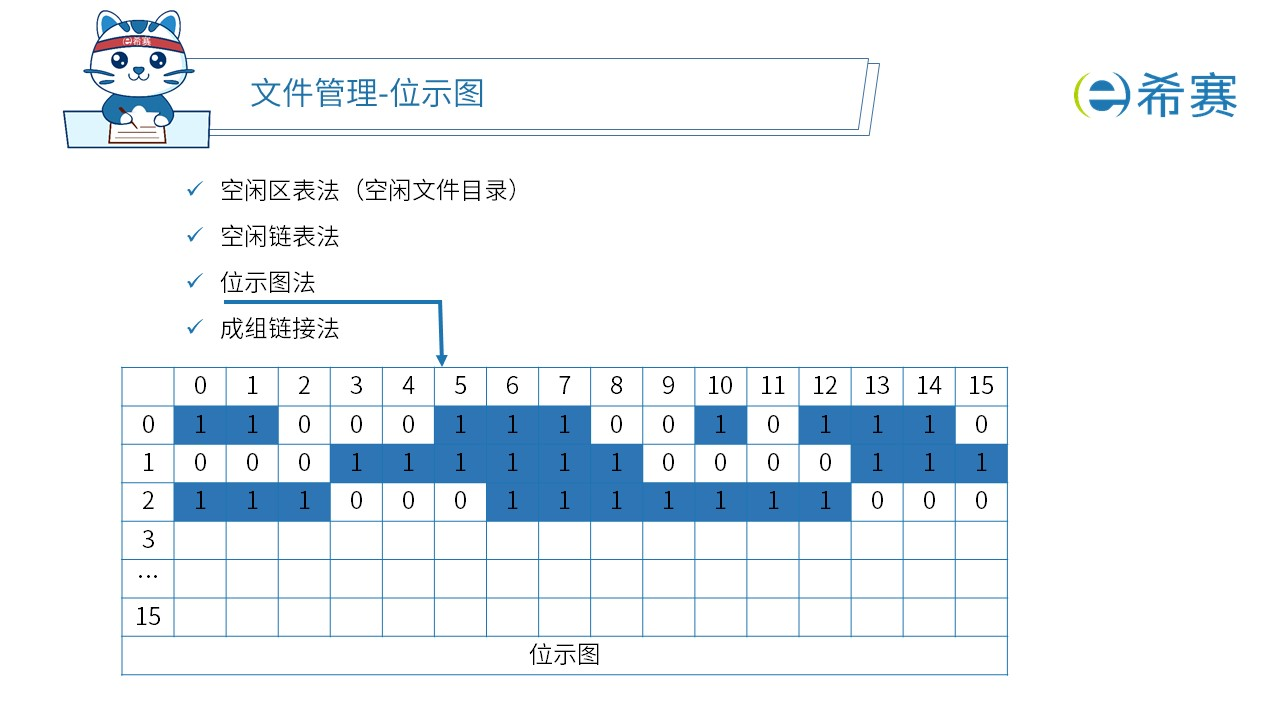 希赛
文件管理-位示图
希赛
空闲区表法（空闲文件目录）
空闲链表法
位示图法
成组链接法
0 1 2 3 4 5 6 7 8 9 10 11 12 13 14 15
0 1 1 0 0 0 1 1 1 0 0 1 0 1 1 1 0
1 0 0 0 1 1 1 1 1 1 0 0 0 0 1 1 1
2 1 1 1 0 0 0 1 1 1 1 1 1 1 0 0 0
3
…
15
位示图